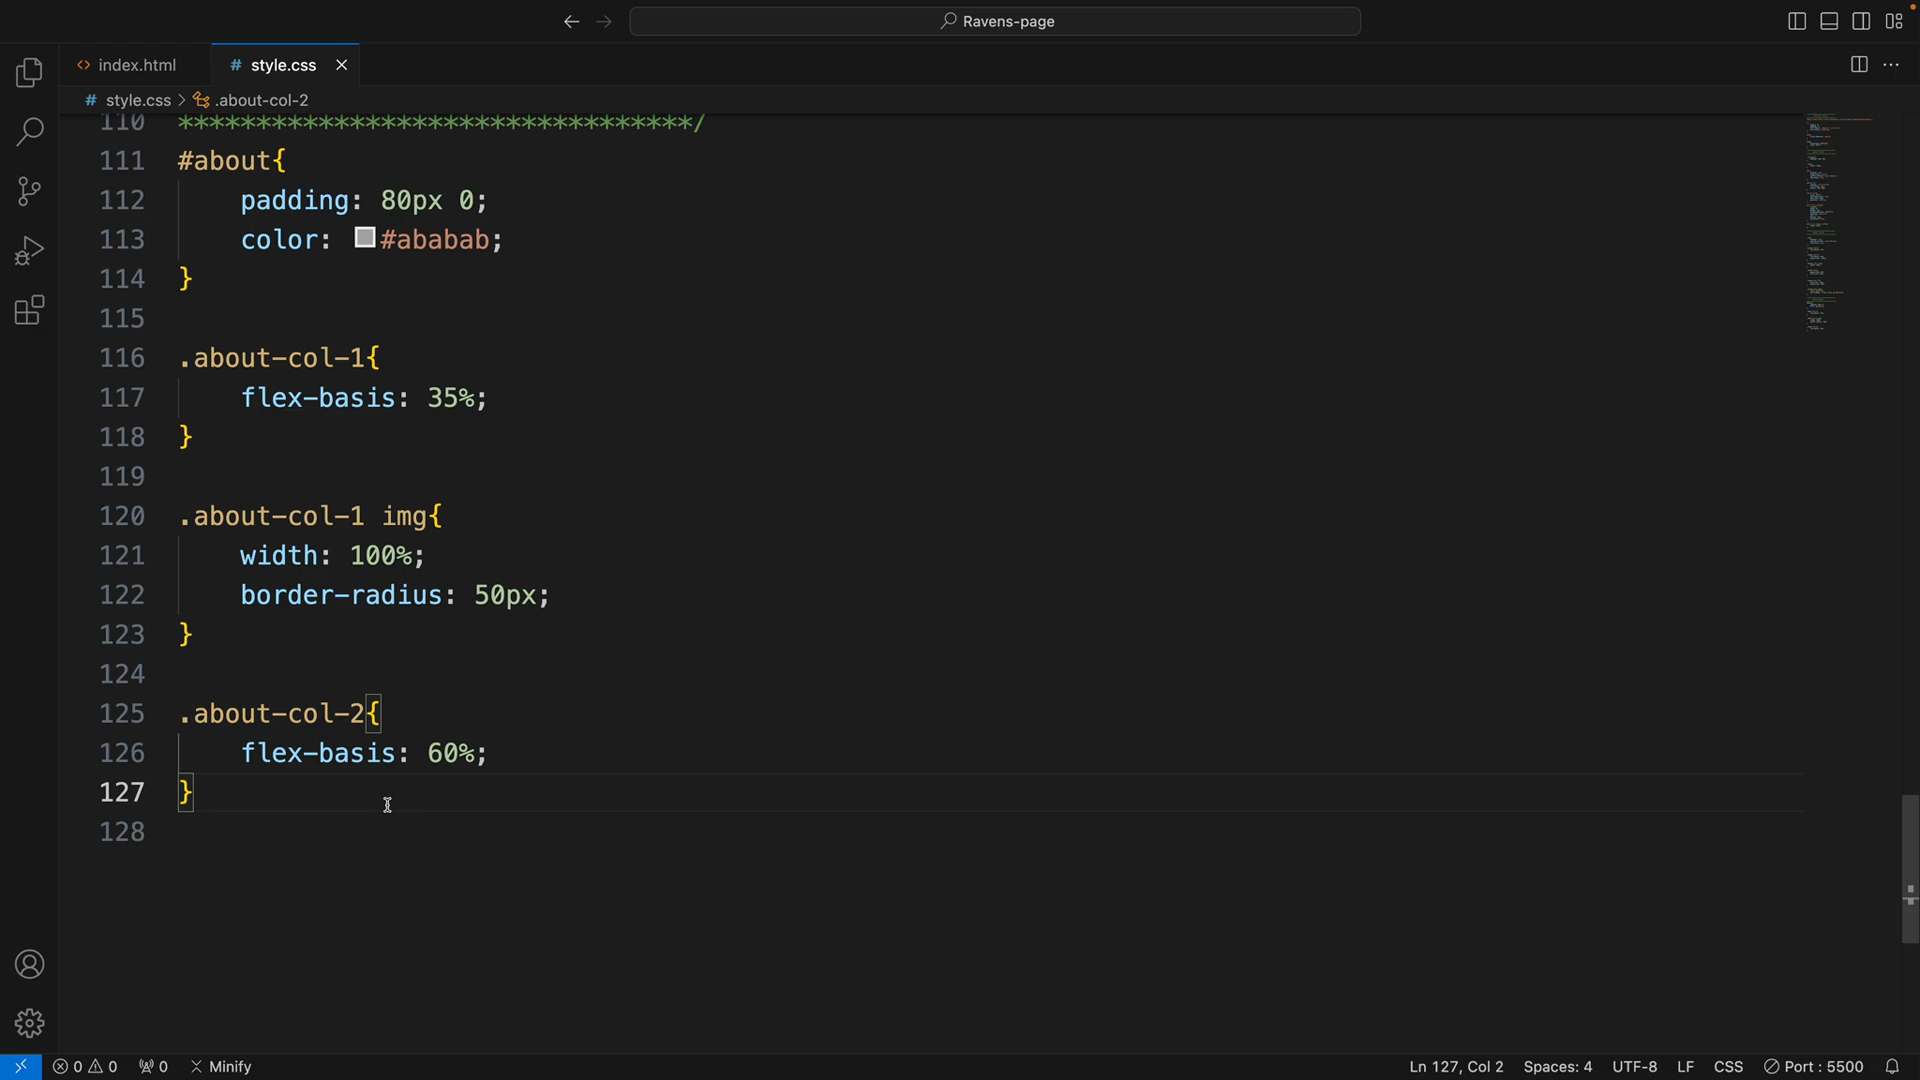 Ravens-page
<> index.html
# style.css
# style.css > .about-col-2
110 *********************************/
111 #about{
112 padding: 80px 0;
113 color: #ababab;
114 }
115
116 .about-col-1{
117 flex-basis: 35%;
118 }
119
120 .about-col-1 img{
121 width: 100%;
122 border-radius: 50px;
123 }
124
125 .about-col-2{
126 flex-basis: 60%;
127 }
128
0 0 0 Minify Ln 127, Col 2 Spaces: 4 UTF-8 LF CSS Port : 5500